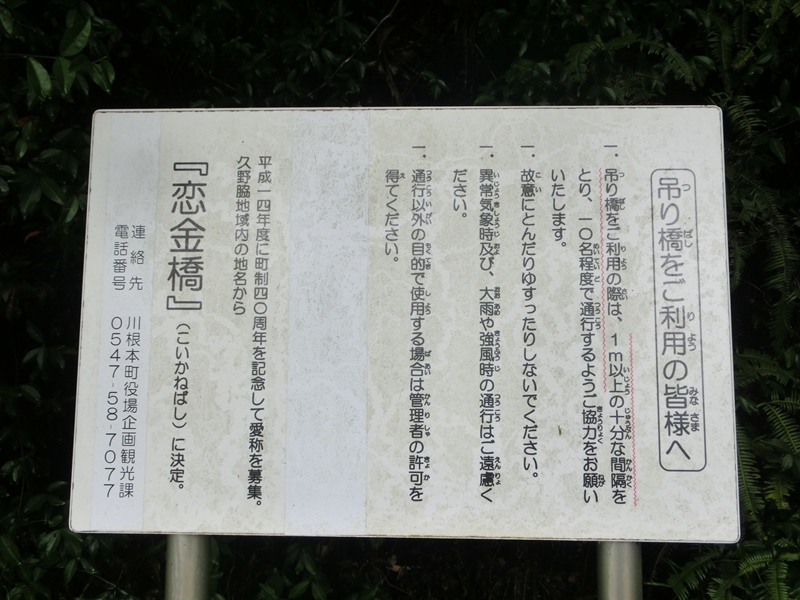 吊り橋をご利用の皆様へ
一．吊り橋をご利用の際は、１ｍ以上の十分な間隔を
とり、一〇名程度で通行するようご協力をお願い
いたします。
一．故意にとんだりゆすったりしないでください。
一．異常気象時及び、大雨や強風時の通行はご遠慮く
ださい。
一．通行以外の目的で使用する場合は管理者の許可を
得てください。
平成一四年度に町制四〇周年を記念して愛称を募集。
久野脇地域内の地名から
『恋金橋』（こいかねばし）に決定。
連絡先　川根本町役場企画観光課
電話番号　０５４７-５８-７０７７